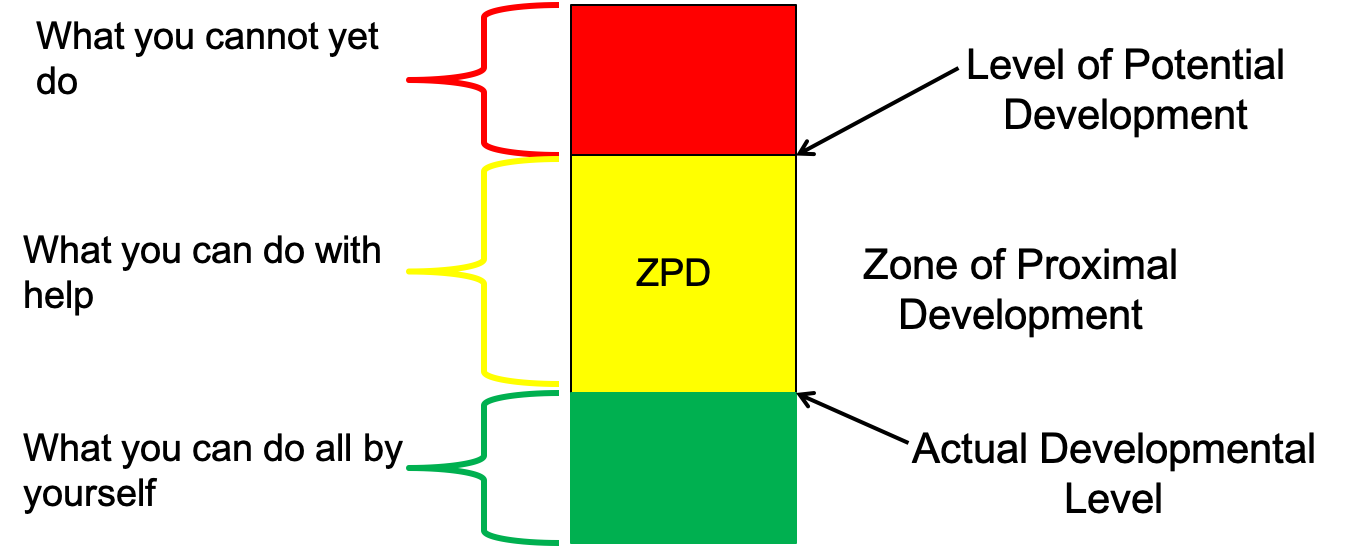 What you cannot yet
do
Level of Potential
Development
What you can do with
help
ZPD
Zone of Proximal
Development
What you can do all by
yourself
Actual Developmental
Level